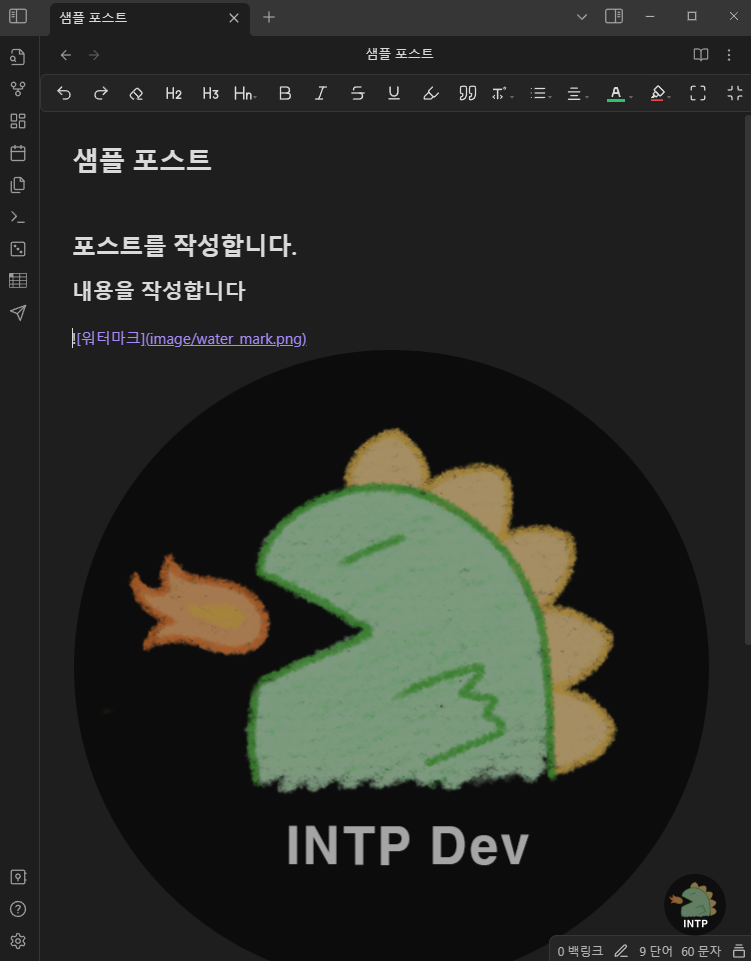 샘플 포스트
샘플 포스트
H2 H3 Hn B I S U A
샘플 포스트
포스트를 작성합니다.
내용을 작성합니다
![워터마크](image/water_mark.png)
INTP Dev
INTP
0 백링크 9 단어 60 문자